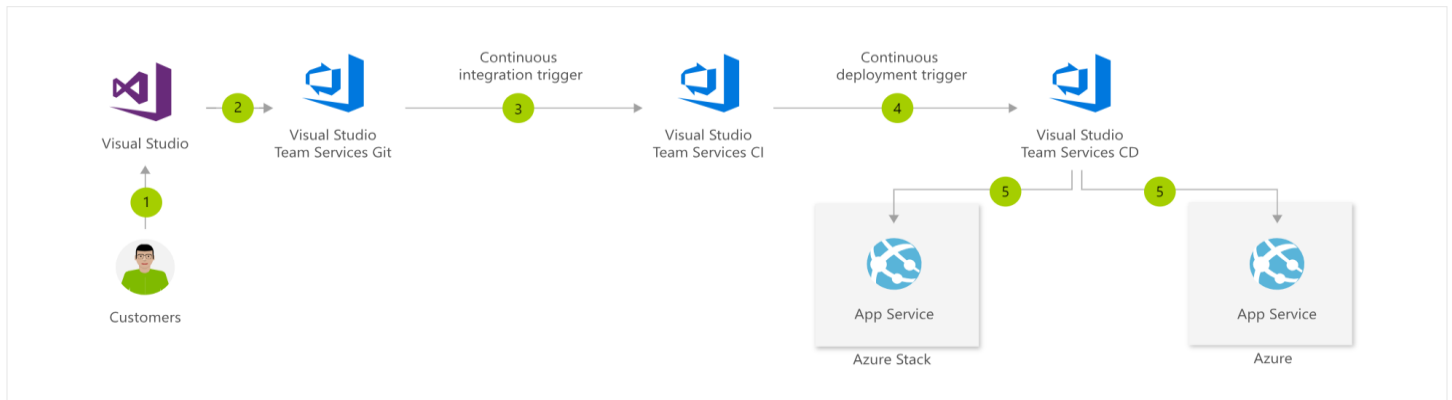 Continuous
integration trigger
Continuous
deployment trigger
2
3
4
Visual Studio
Visual Studio
Team Services Git
Visual Studio
Team Services CI
Visual Studio
Team Services CD
1
5
5
Customers
App Service
App Service
Azure Stack
Azure